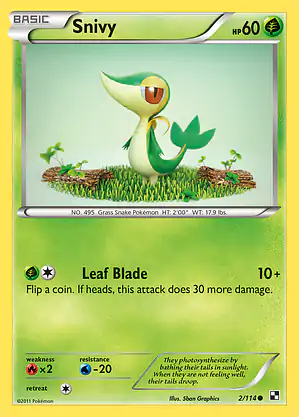 BASIC
Snivy
HP60
NO. 495 Grass Snake Pokémon HT: 2'00" WT: 17.9 lbs.
Leaf Blade 10+
Flip a coin. If heads, this attack does 30 more damage.
weakness resistance
×2 -20
retreat
They photosynthesize by
bathing their tails in sunlight.
When they are not feeling well,
their tails droop.
©2011 Pokémon Illus. 5ban Graphics 2/114